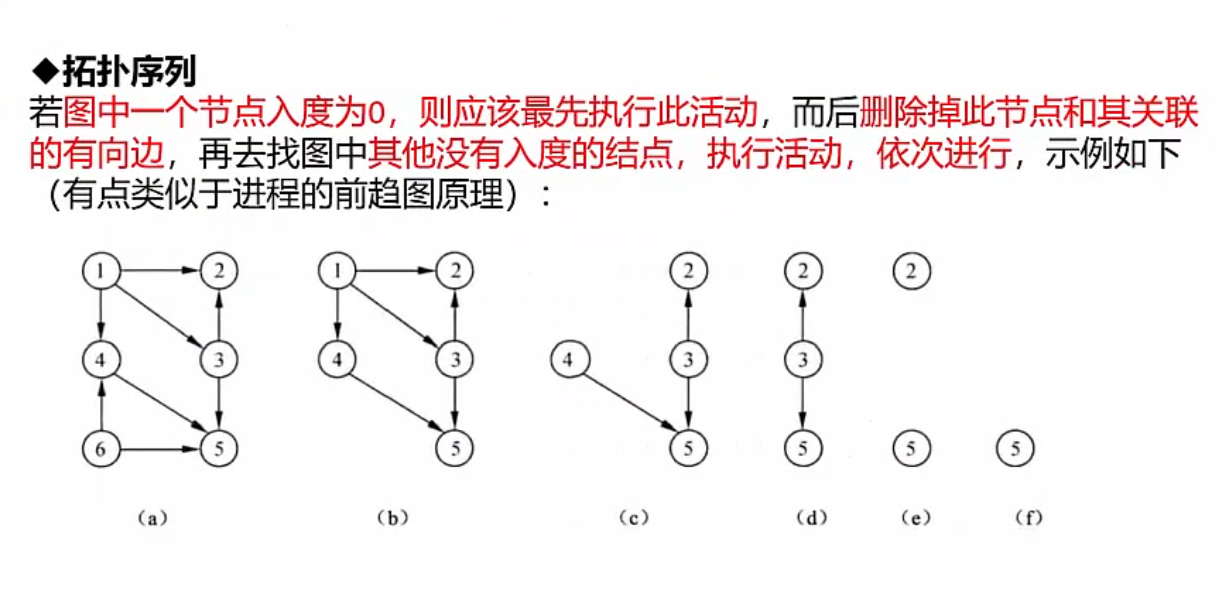 ◆拓扑序列
若图中一个节点入度为0，则应该最先执行此活动，而后删除掉此节点和其关联
的有向边，再去找图中其他没有入度的结点，执行活动，依次进行，示例如下
（有点类似于进程的前趋图原理）：
1 2 1 2 2 2 2
4 3 4 3 4 3 3
6 5 5 5 5 5 5
（a） （b） （c） （d） （e） （f）